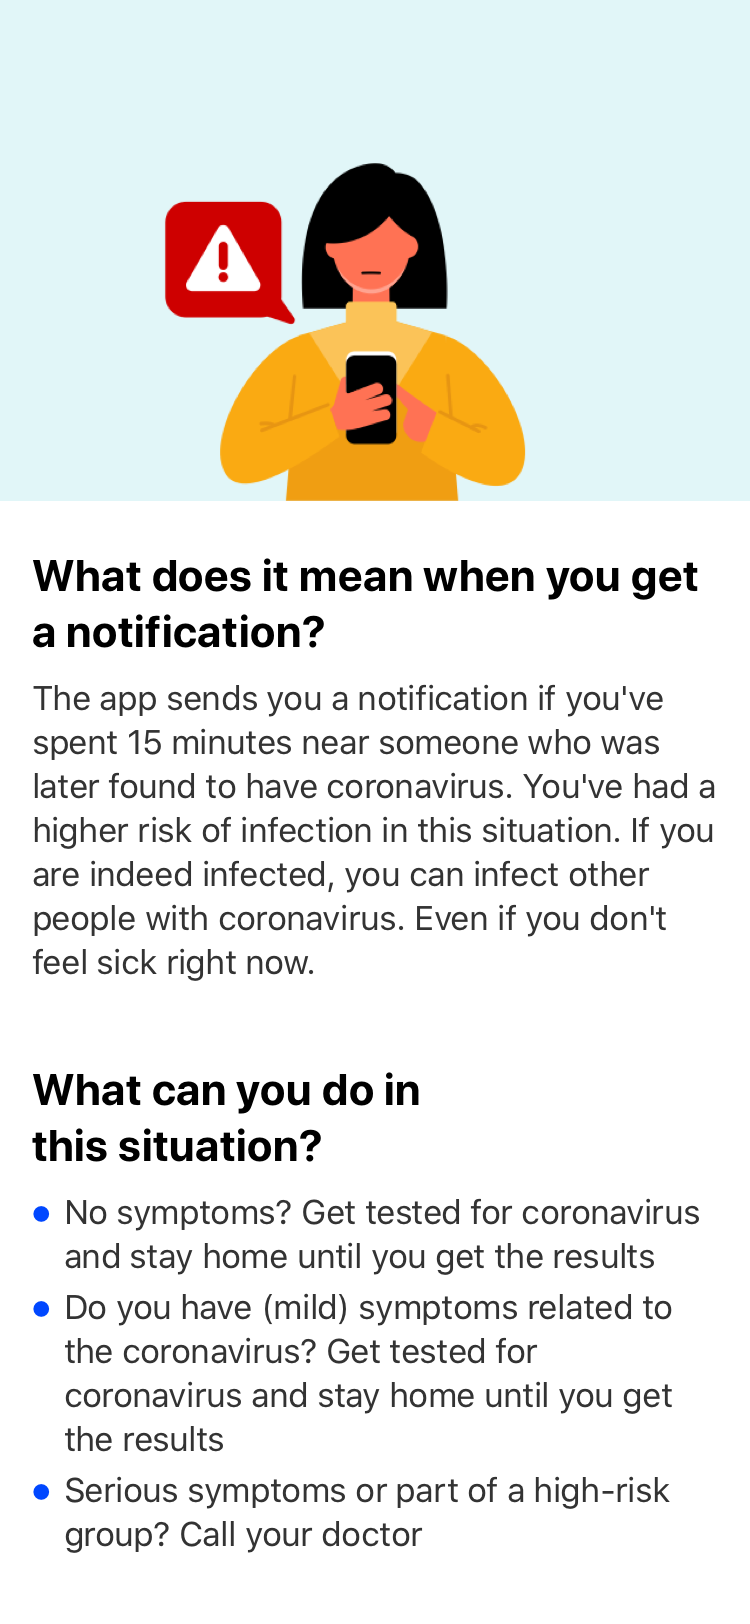 What does it mean when you get
a notification?
The app sends you a notification if you've
spent 15 minutes near someone who was
later found to have coronavirus. You've had a
higher risk of infection in this situation. If you
are indeed infected, you can infect other
people with coronavirus. Even if you don't
feel sick right now.
What can you do in
this situation?
No symptoms? Get tested for coronavirus
and stay home until you get the results
Do you have (mild) symptoms related to
the coronavirus? Get tested for
coronavirus and stay home until you get
the results
Serious symptoms or part of a high-risk
group? Call your doctor